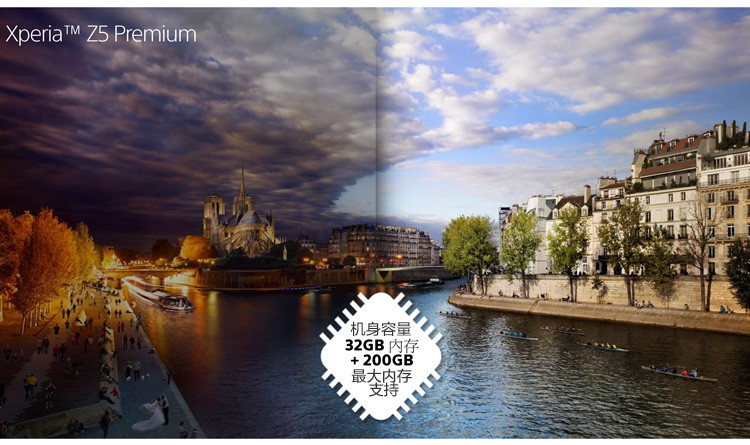 Xperia™ Z5 Premium
机身容量
32GB 内存
+ 200GB
最大内存
支持